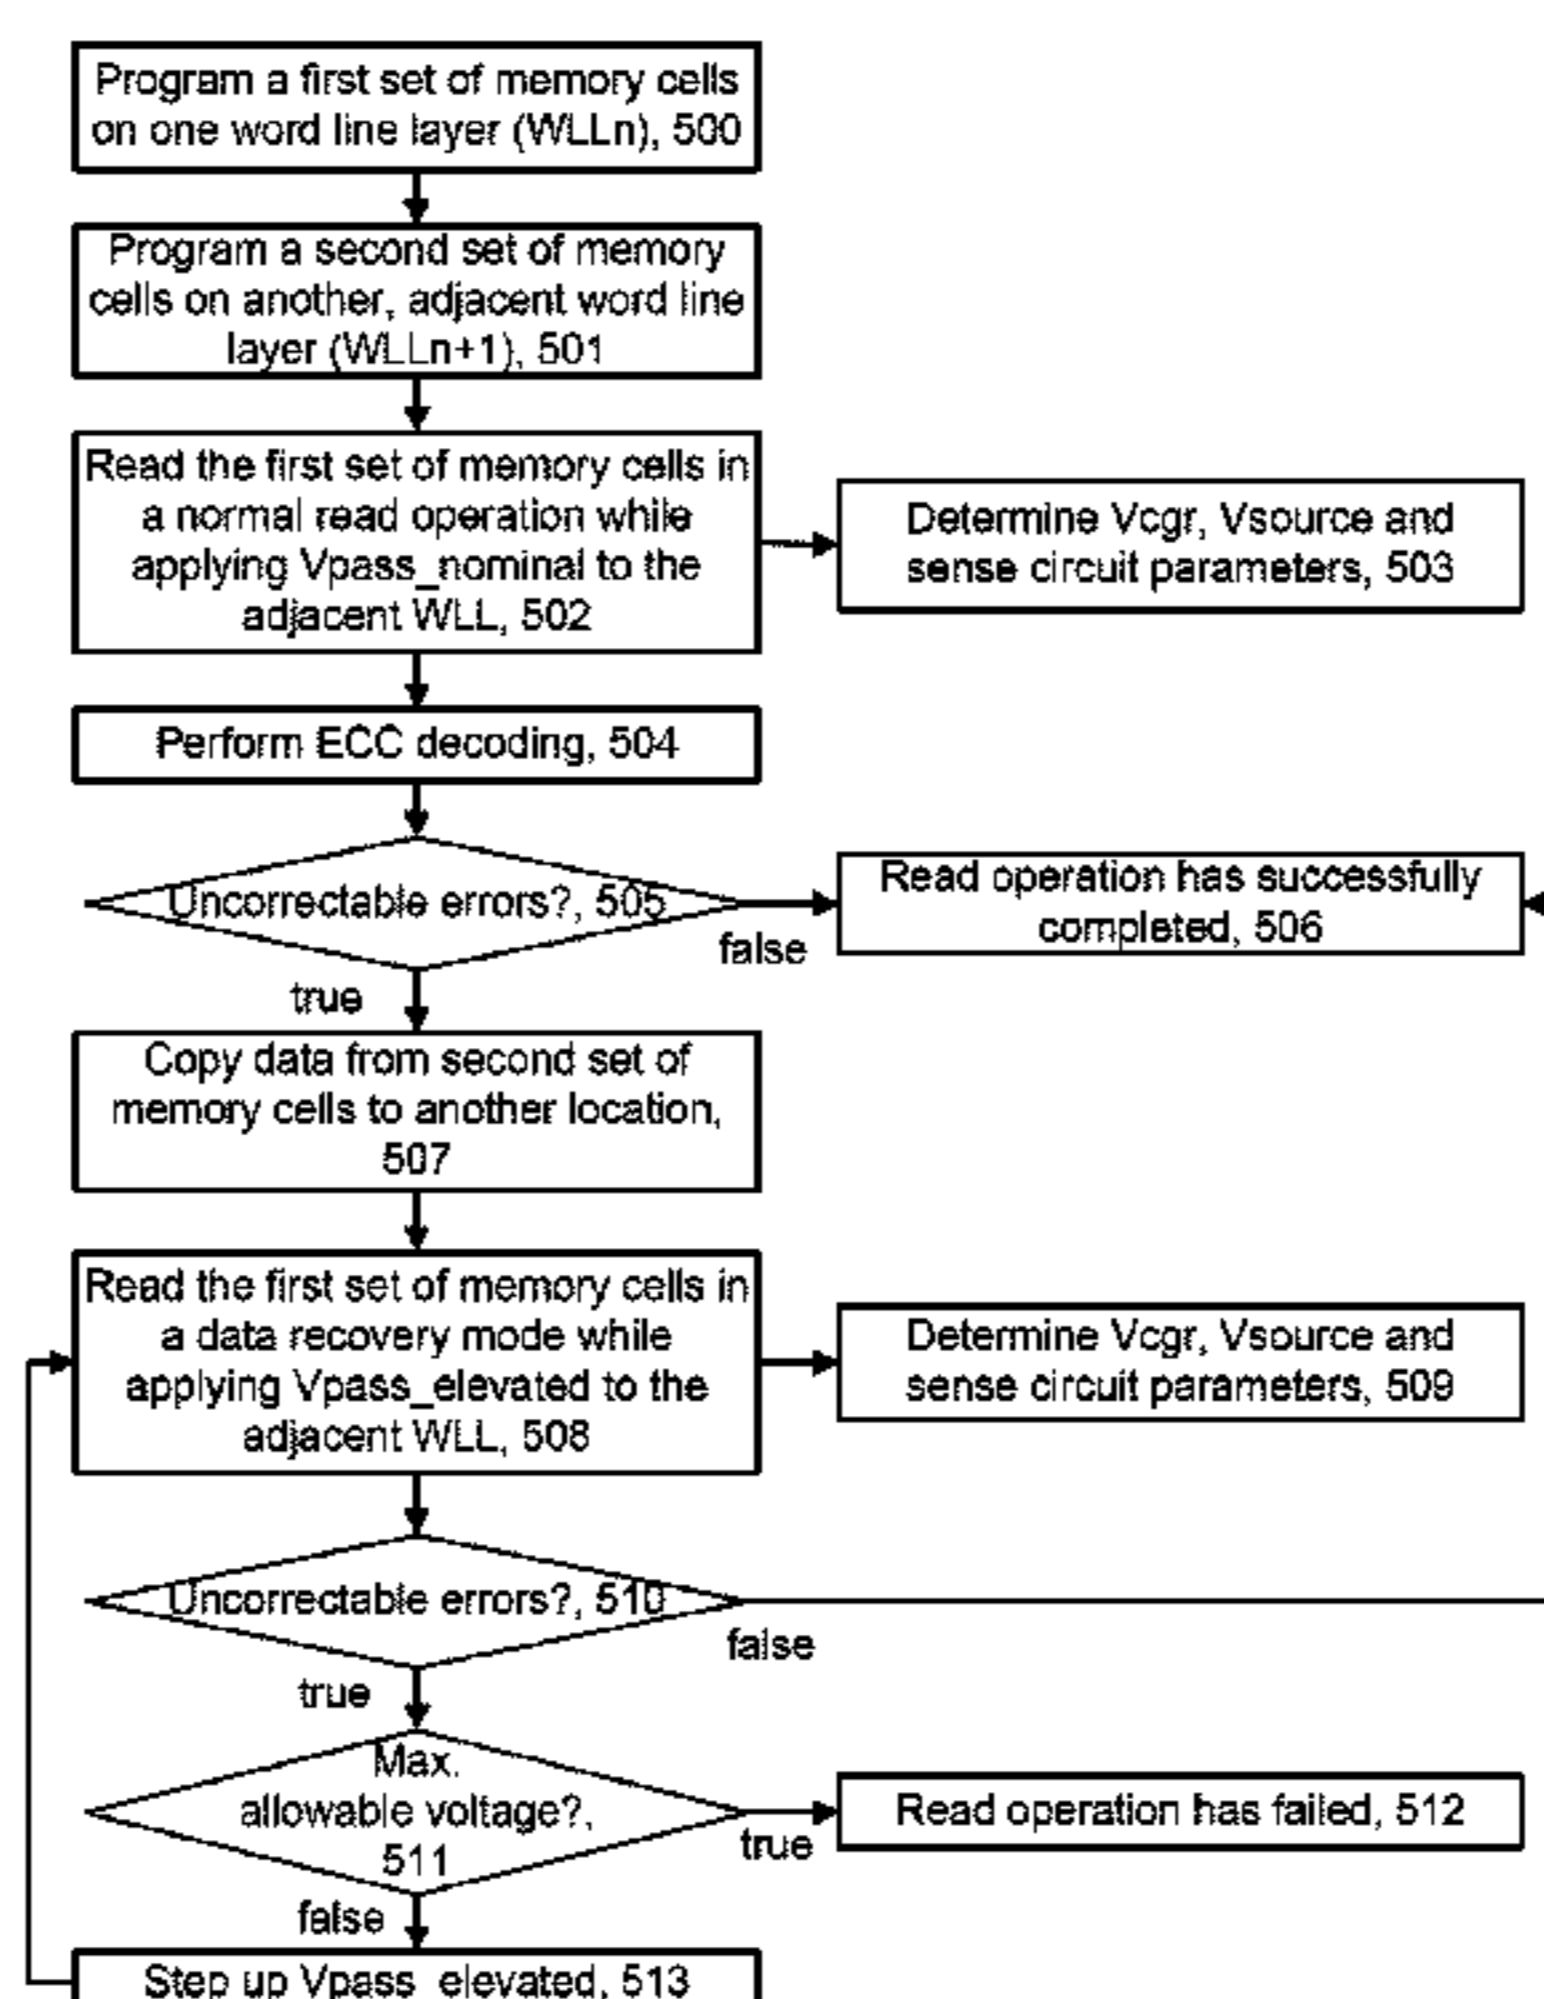 Program a first set of memory cells
on one word line layer (WLLn), 500
Program a second set of memory
cells on another, adjacent word line
layer (WLLn+1), 501
Read the first set of memory cells in
a normal read operation while
applying Vpass_nominal to the
adjacent WLL, 502
Determine Vcgr, Vsource and
sense circuit parameters, 503
Perform ECC decoding, 504
Uncorrectable errors?, 505
false
true
Read operation has successfully
completed, 506
Copy data from second set of
memory cells to another location,
507
Read the first set of memory cells in
a data recovery mode while
applying Vpass_elevated to the
adjacent WLL, 508
Determine Vcgr, Vsource and
sense circuit parameters, 509
Uncorrectable errors?, 510
false
true
Max.
allowable voltage?,
511
true
false
Read operation has failed, 512
Step up Vpass_elevated, 513